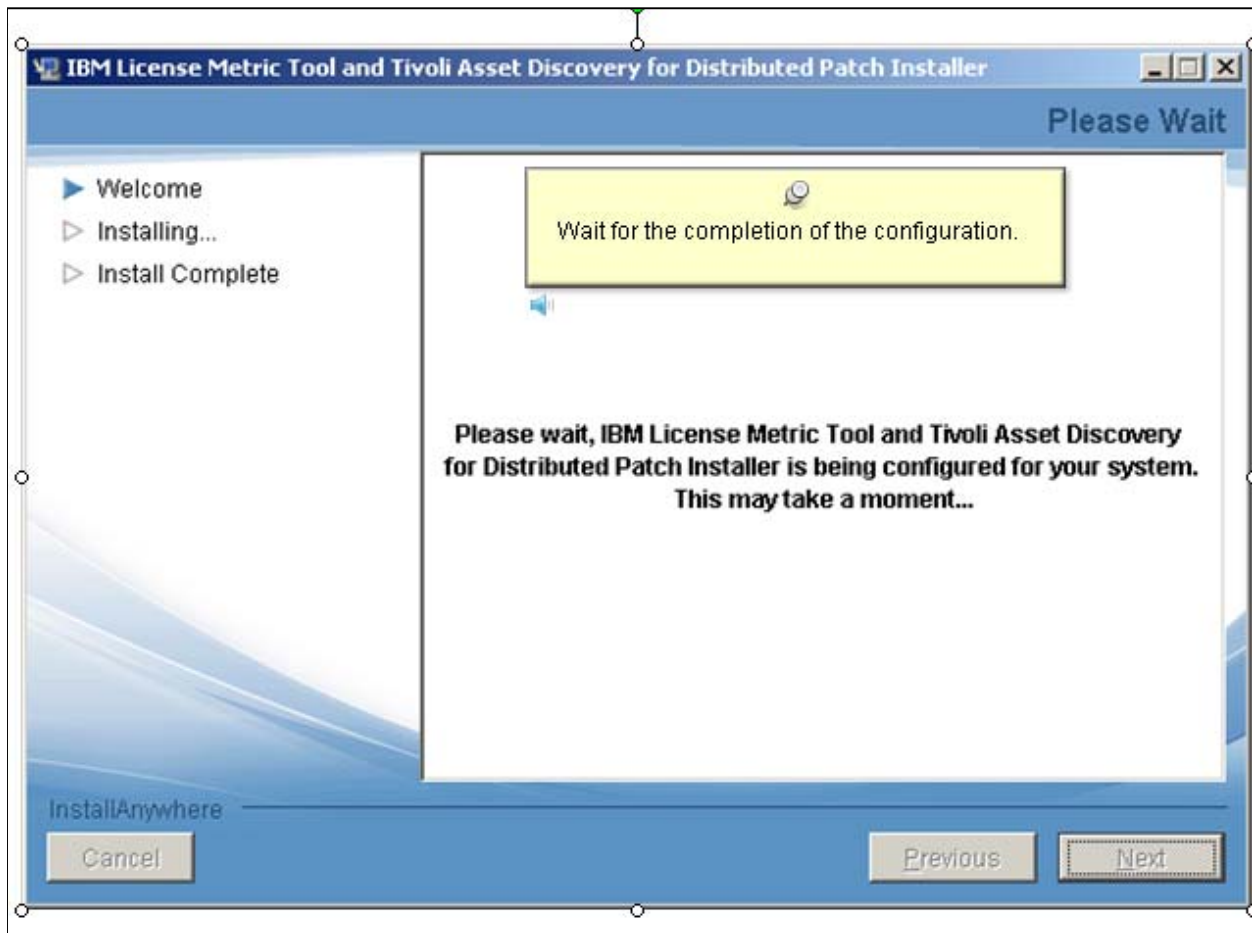 IBM License Metric Tool and Tivoli Asset Discovery for Distributed Patch Installer
Please Wait
Welcome
Installing...
Install Complete
Wait for the completion of the configuration.
Please wait, IBM License Metric Tool and Tivoli Asset Discovery
for Distributed Patch Installer is being configured for your system.
This may take a moment...
InstallAnywhere
Cancel
Previous
Next